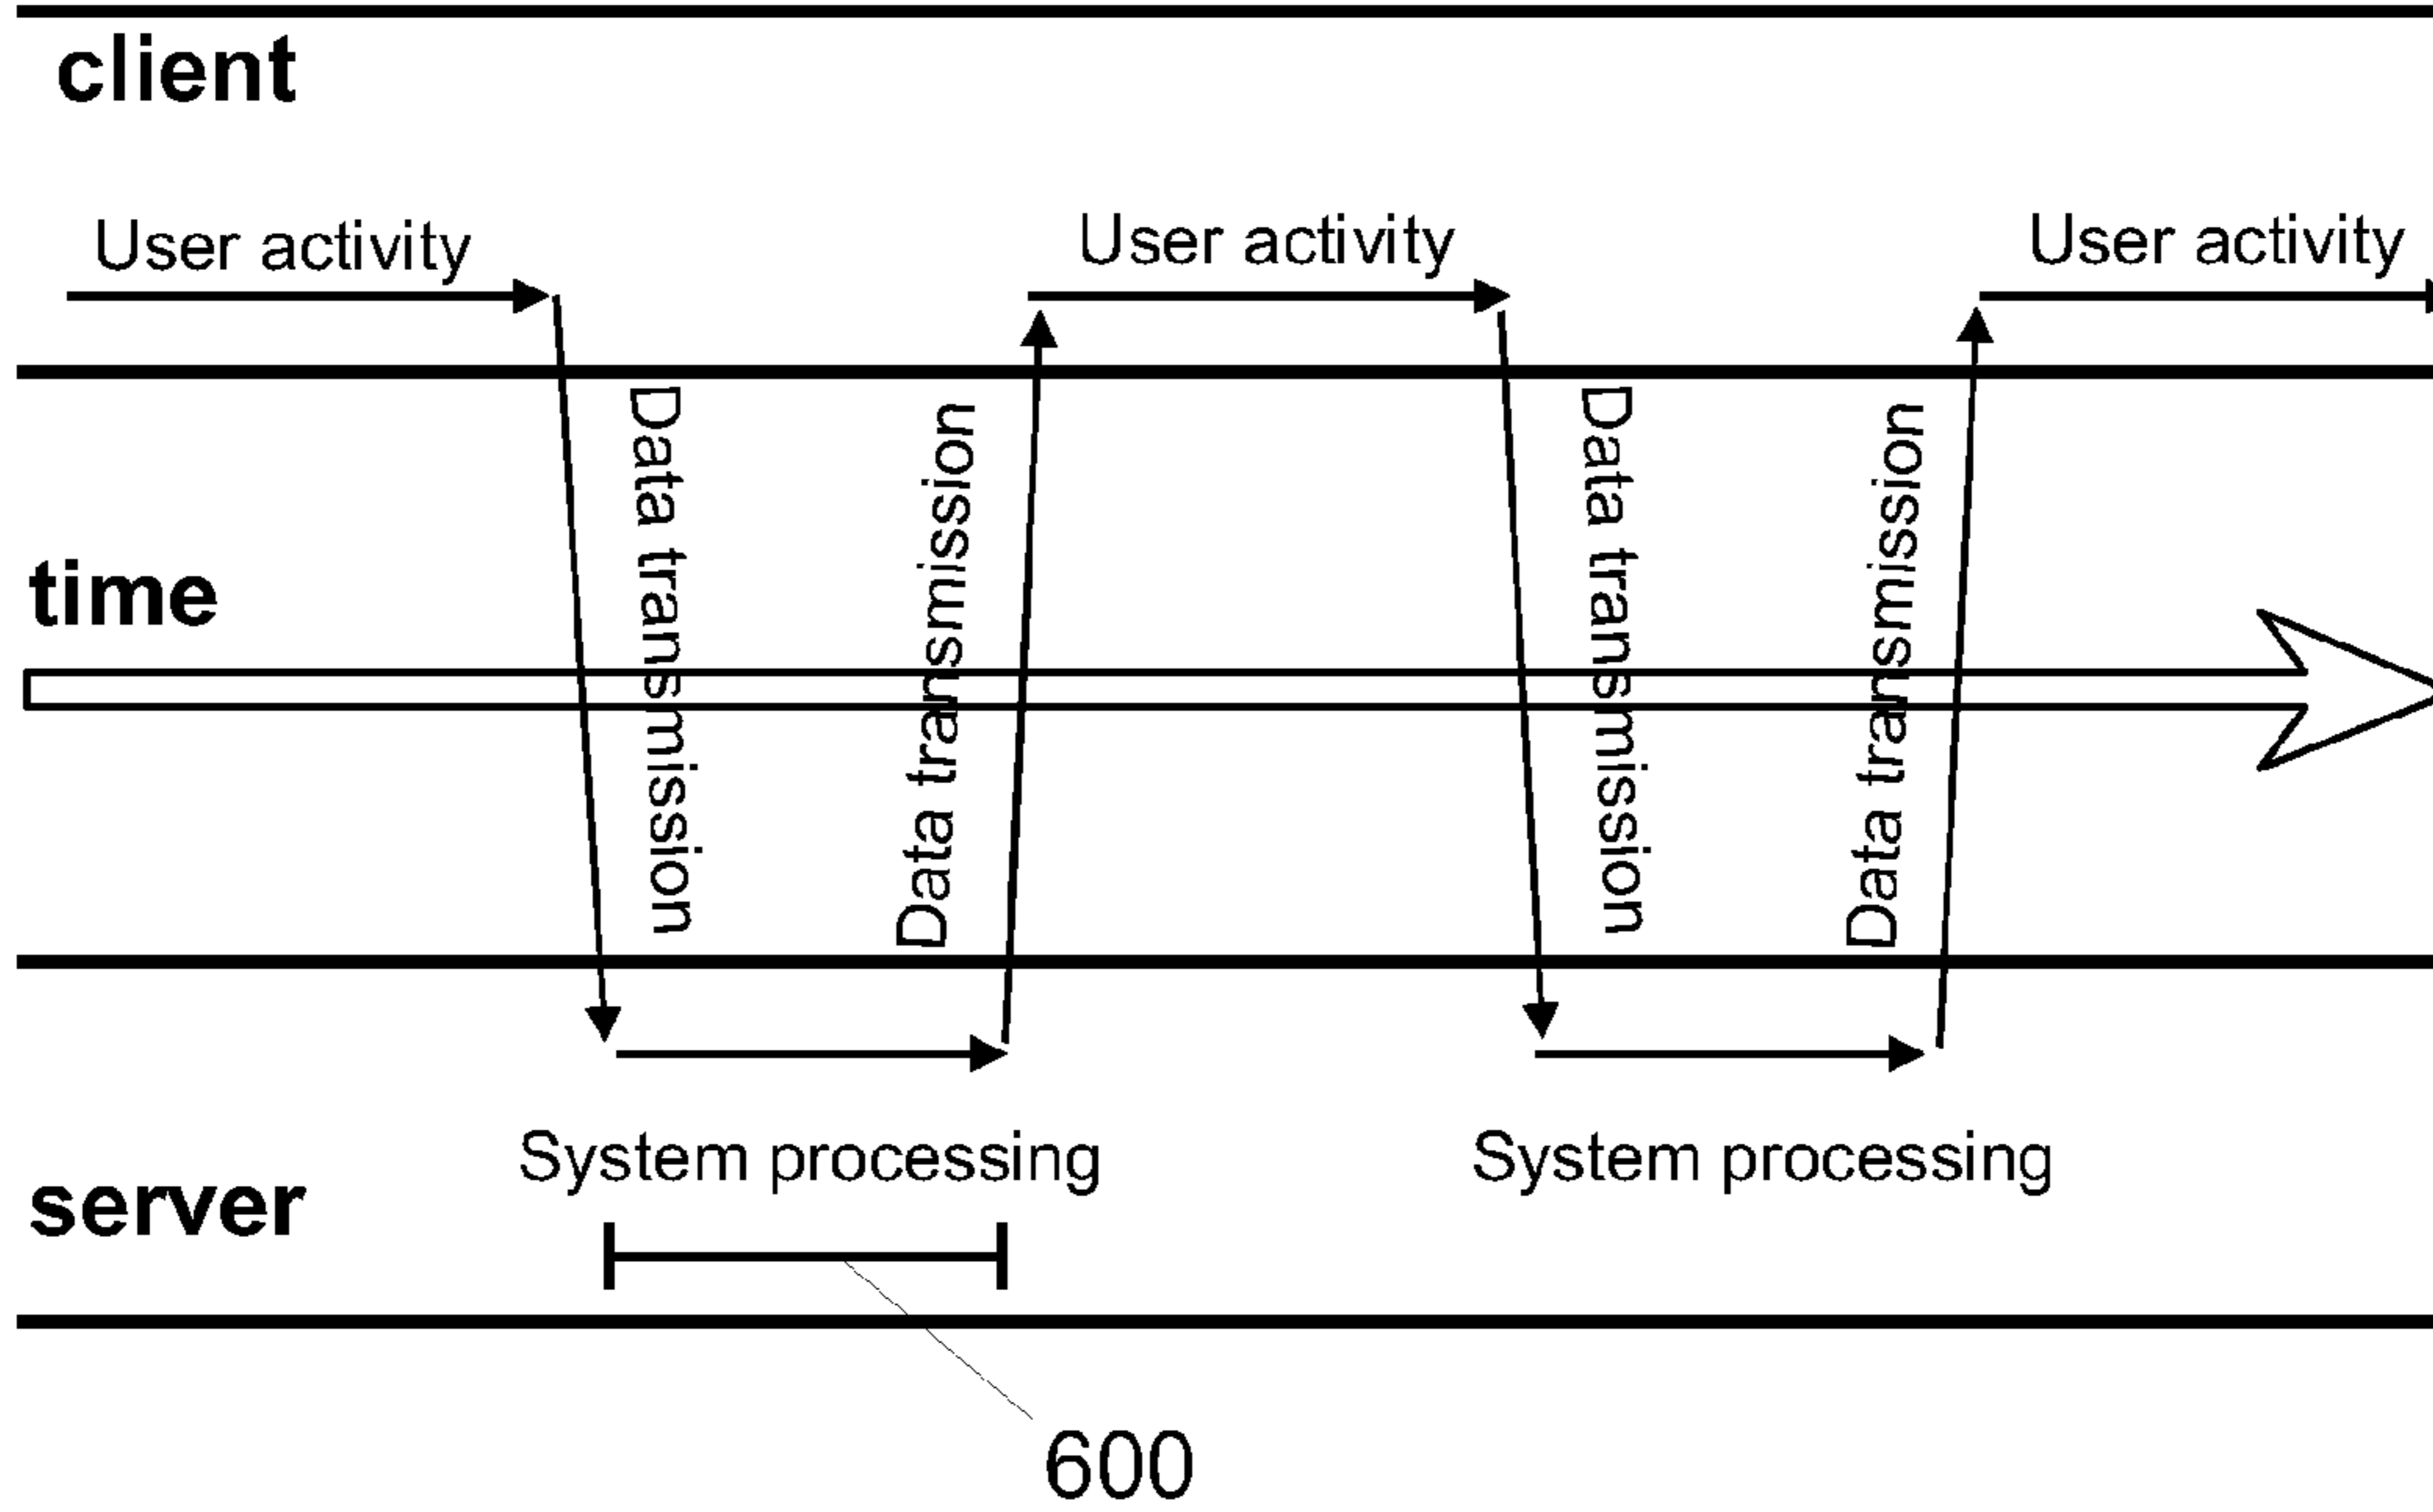 client
User activity
User activity
User activity
Data transmission
Data transmission
Data transmission
Data transmission
time
System processing
System processing
server
600